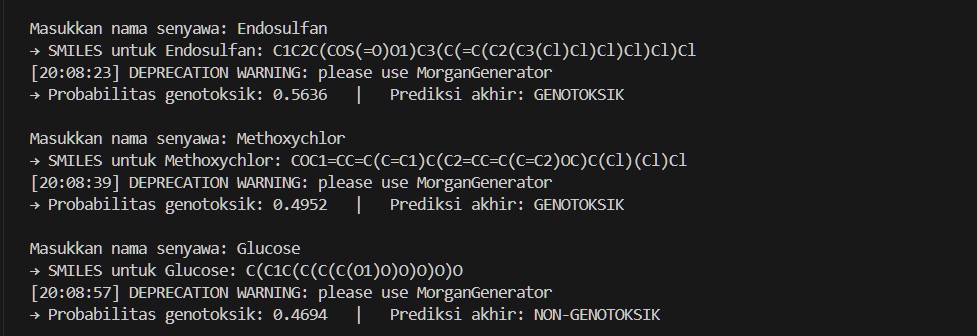 Masukkan nama senyawa: Endosulfan
→ SMILES untuk Endosulfan: C1C2C(COS(=O)O1)C3(C(=C(C2(C3(Cl)Cl)Cl)Cl)Cl)Cl
[20:08:23] DEPRECATION WARNING: please use MorganGenerator
→ Probabilitas genotoksik: 0.5636   |   Prediksi akhir: GENOTOKSIK
Masukkan nama senyawa: Methoxychlor
→ SMILES untuk Methoxychlor: COC1=CC=C(C=C1)C(C2=CC=C(C=C2)OC)C(Cl)(Cl)Cl
[20:08:39] DEPRECATION WARNING: please use MorganGenerator
→ Probabilitas genotoksik: 0.4952   |   Prediksi akhir: GENOTOKSIK
Masukkan nama senyawa: Glucose
→ SMILES untuk Glucose: C(C1C(C(C(C(O1)O)O)O)O)O
[20:08:57] DEPRECATION WARNING: please use MorganGenerator
→ Probabilitas genotoksik: 0.4694   |   Prediksi akhir: NON-GENOTOKSIK